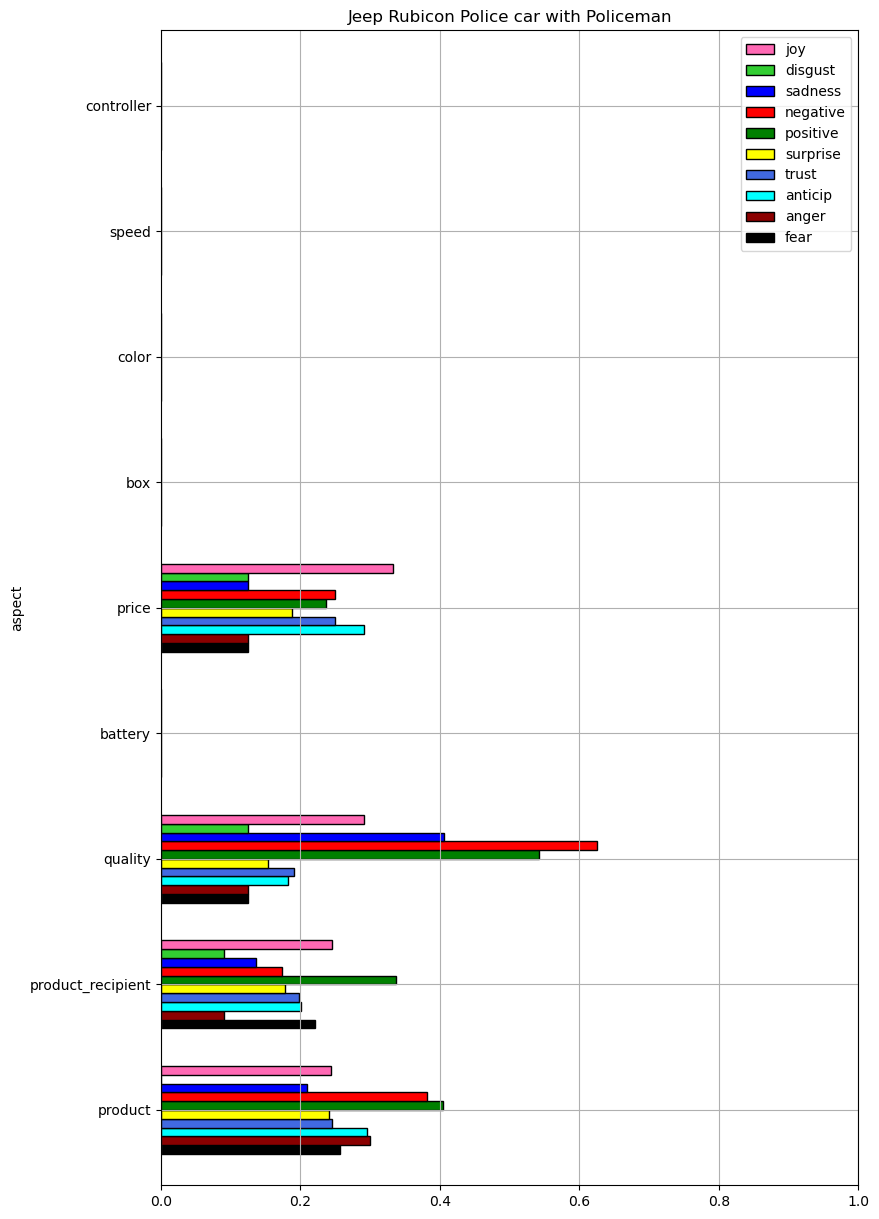 Jeep Rubicon Police car with Policeman
joy
disgust
sadness
negative
positive
surprise
trust
anticip
anger
fear
controller
speed
color
box
price
battery
quality
product_recipient
product
aspect
0.0 0.2 0.4 0.6 0.8 1.0